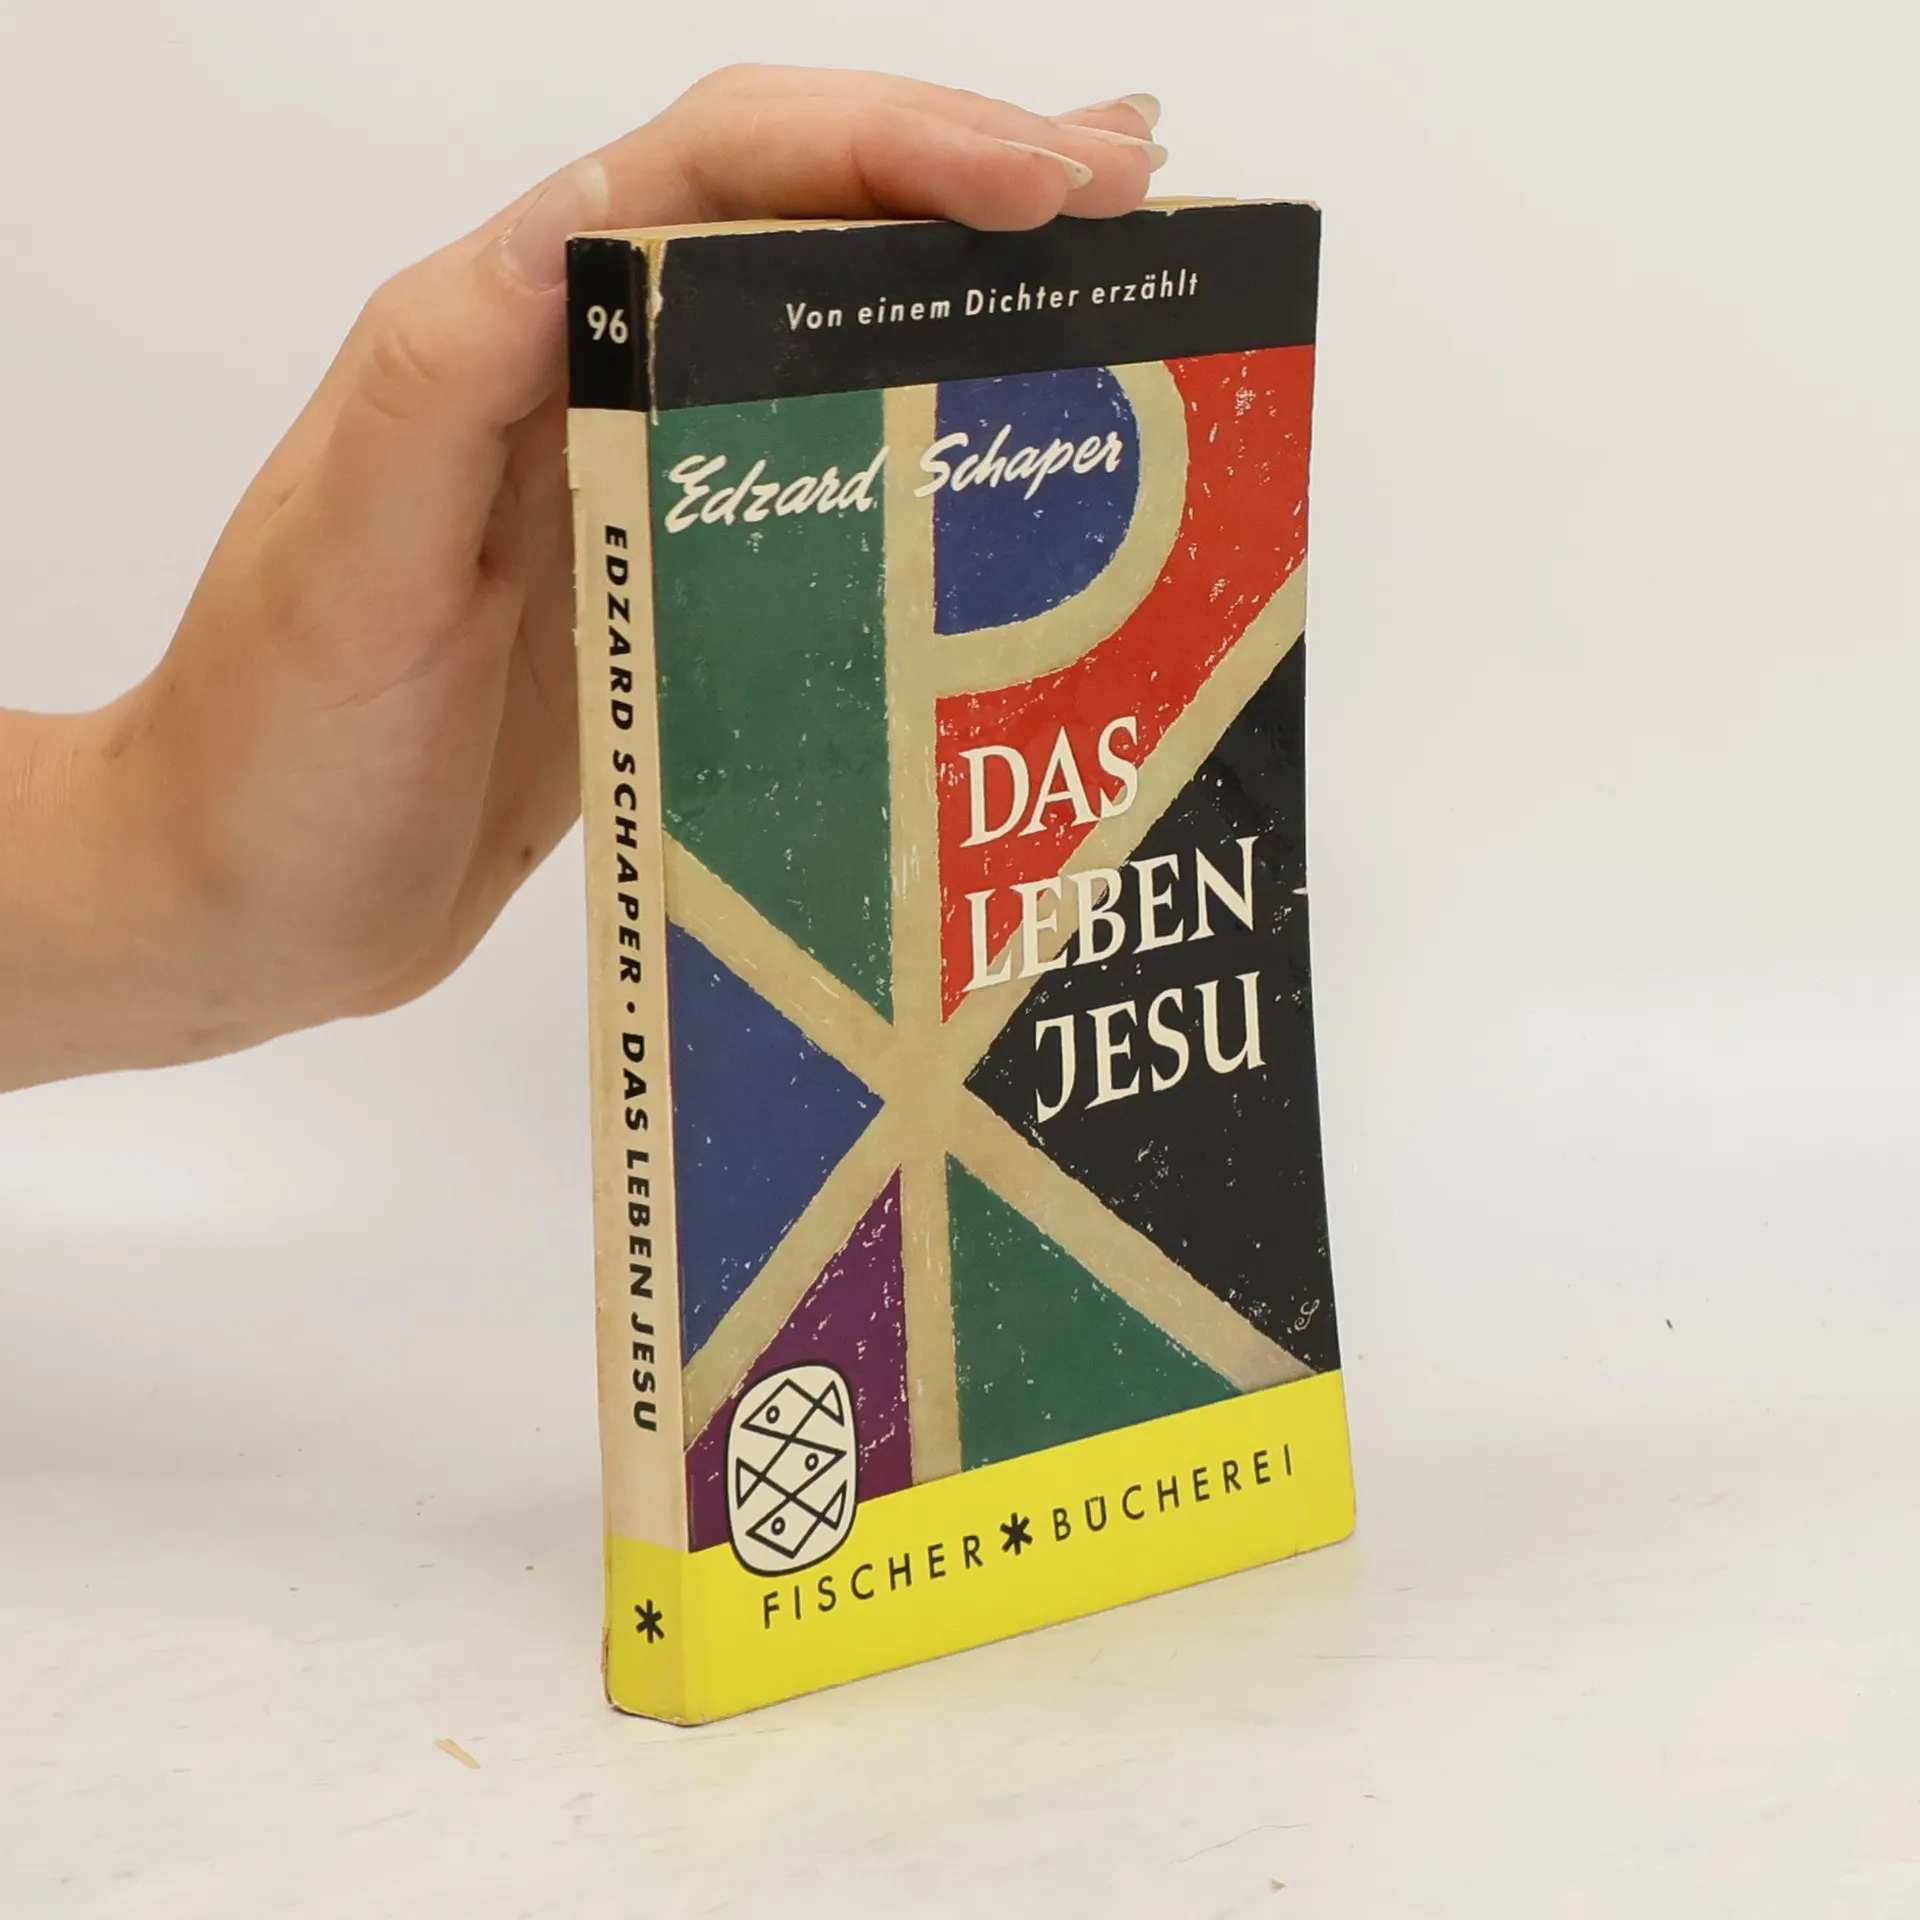 96
EDZARD SCHAPER · DAS LEBEN JESU
*
Von einem Dichter erzählt
Edzard Schaper
DAS
LEBEN
JESU
FISCHER * BÜCHEREI